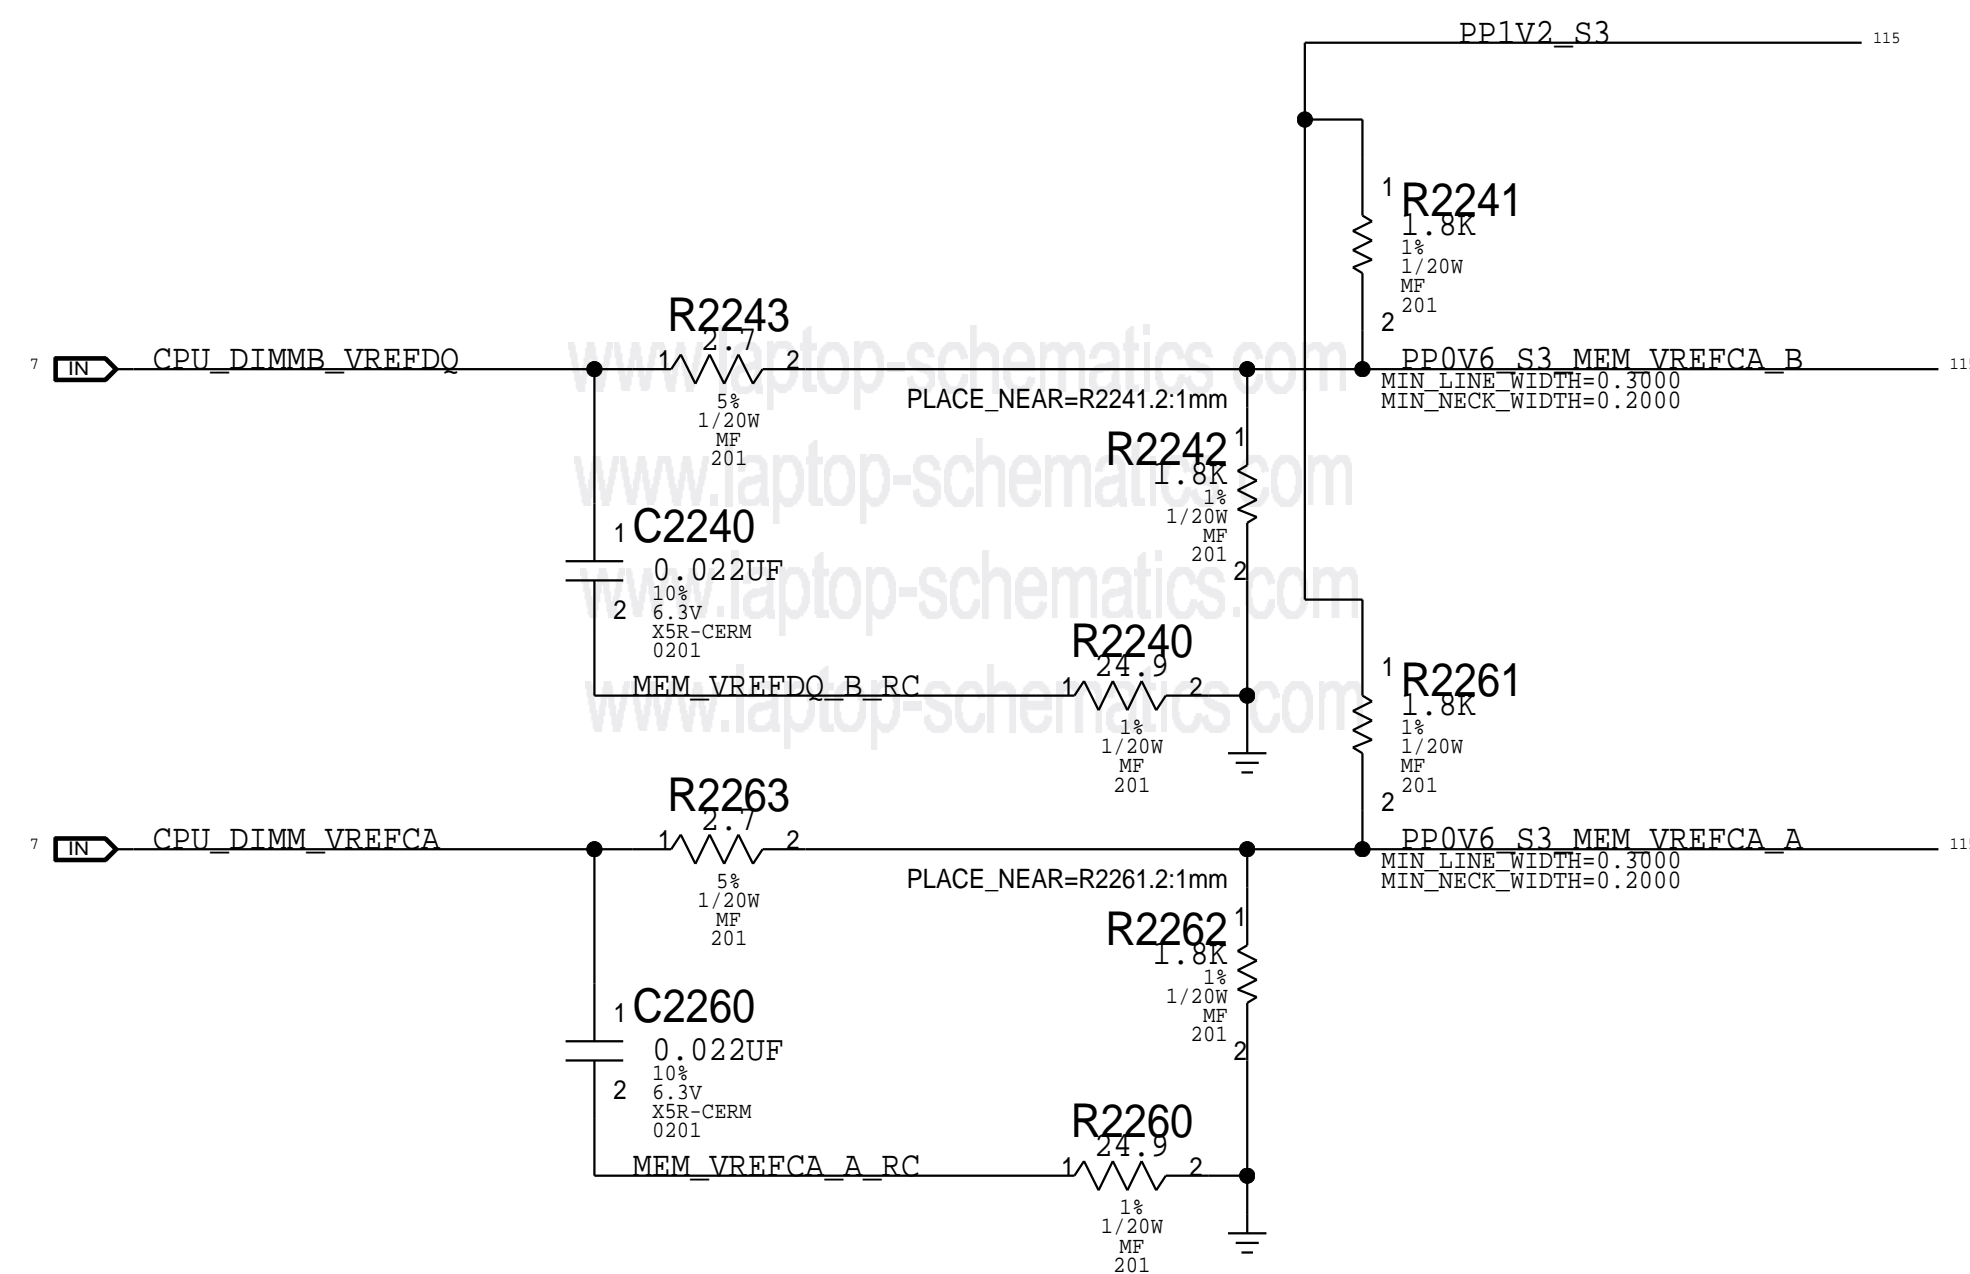 PP1V2_S3
115
1
R2241
1.8K
1%
1/20W
MF
201
2
R2243
2.7
7
IN
CPU_DIMMB_VREFDQ
1
2
PP0V6_S3_MEM_VREFCA_B
115
MIN_LINE_WIDTH=0.3000
MIN_NECK_WIDTH=0.2000
5%
1/20W
MF
201
PLACE_NEAR=R2241.2:1mm
www.laptop-schematics.com
R2242
1
1.8K
1%
1/20W
MF
201
2
www.laptop-schematics.com
1
C2240
0.022UF
10%
6.3V
X5R-CERM
0201
2
www.laptop-schematics.com
R2240
24.9
MEM_VREFDQ_B_RC
1
2
1%
1/20W
MF
201
www.laptop-schematics.com
1
R2261
1.8K
1%
1/20W
MF
201
2
R2263
2.7
7
IN
CPU_DIMM_VREFCA
1
2
PP0V6_S3_MEM_VREFCA_A
MIN_LINE_WIDTH=0.3000
MIN_NECK_WIDTH=0.2000
5%
1/20W
MF
201
PLACE_NEAR=R2261.2:1mm
R2262
1
1.8K
1%
1/20W
MF
201
2
1
C2260
0.022UF
10%
6.3V
X5R-CERM
0201
2
R2260
24.9
MEM_VREFCA_A_RC
1
2
1%
1/20W
MF
201